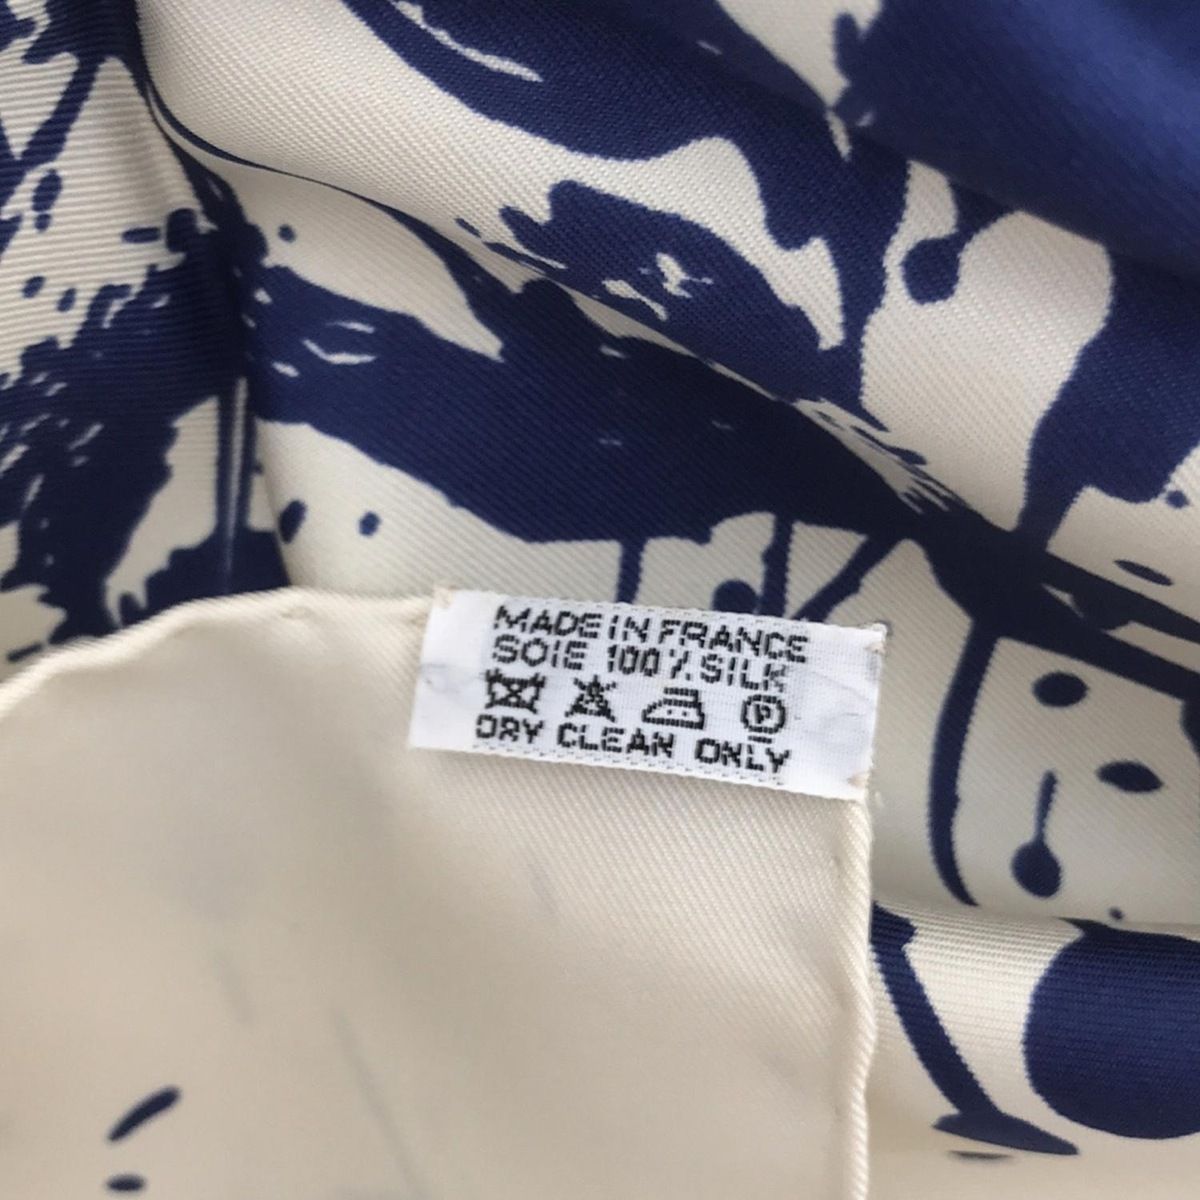 MADE IN FRANCE
SOIE 100% SILK
P
DRY CLEAN ONLY